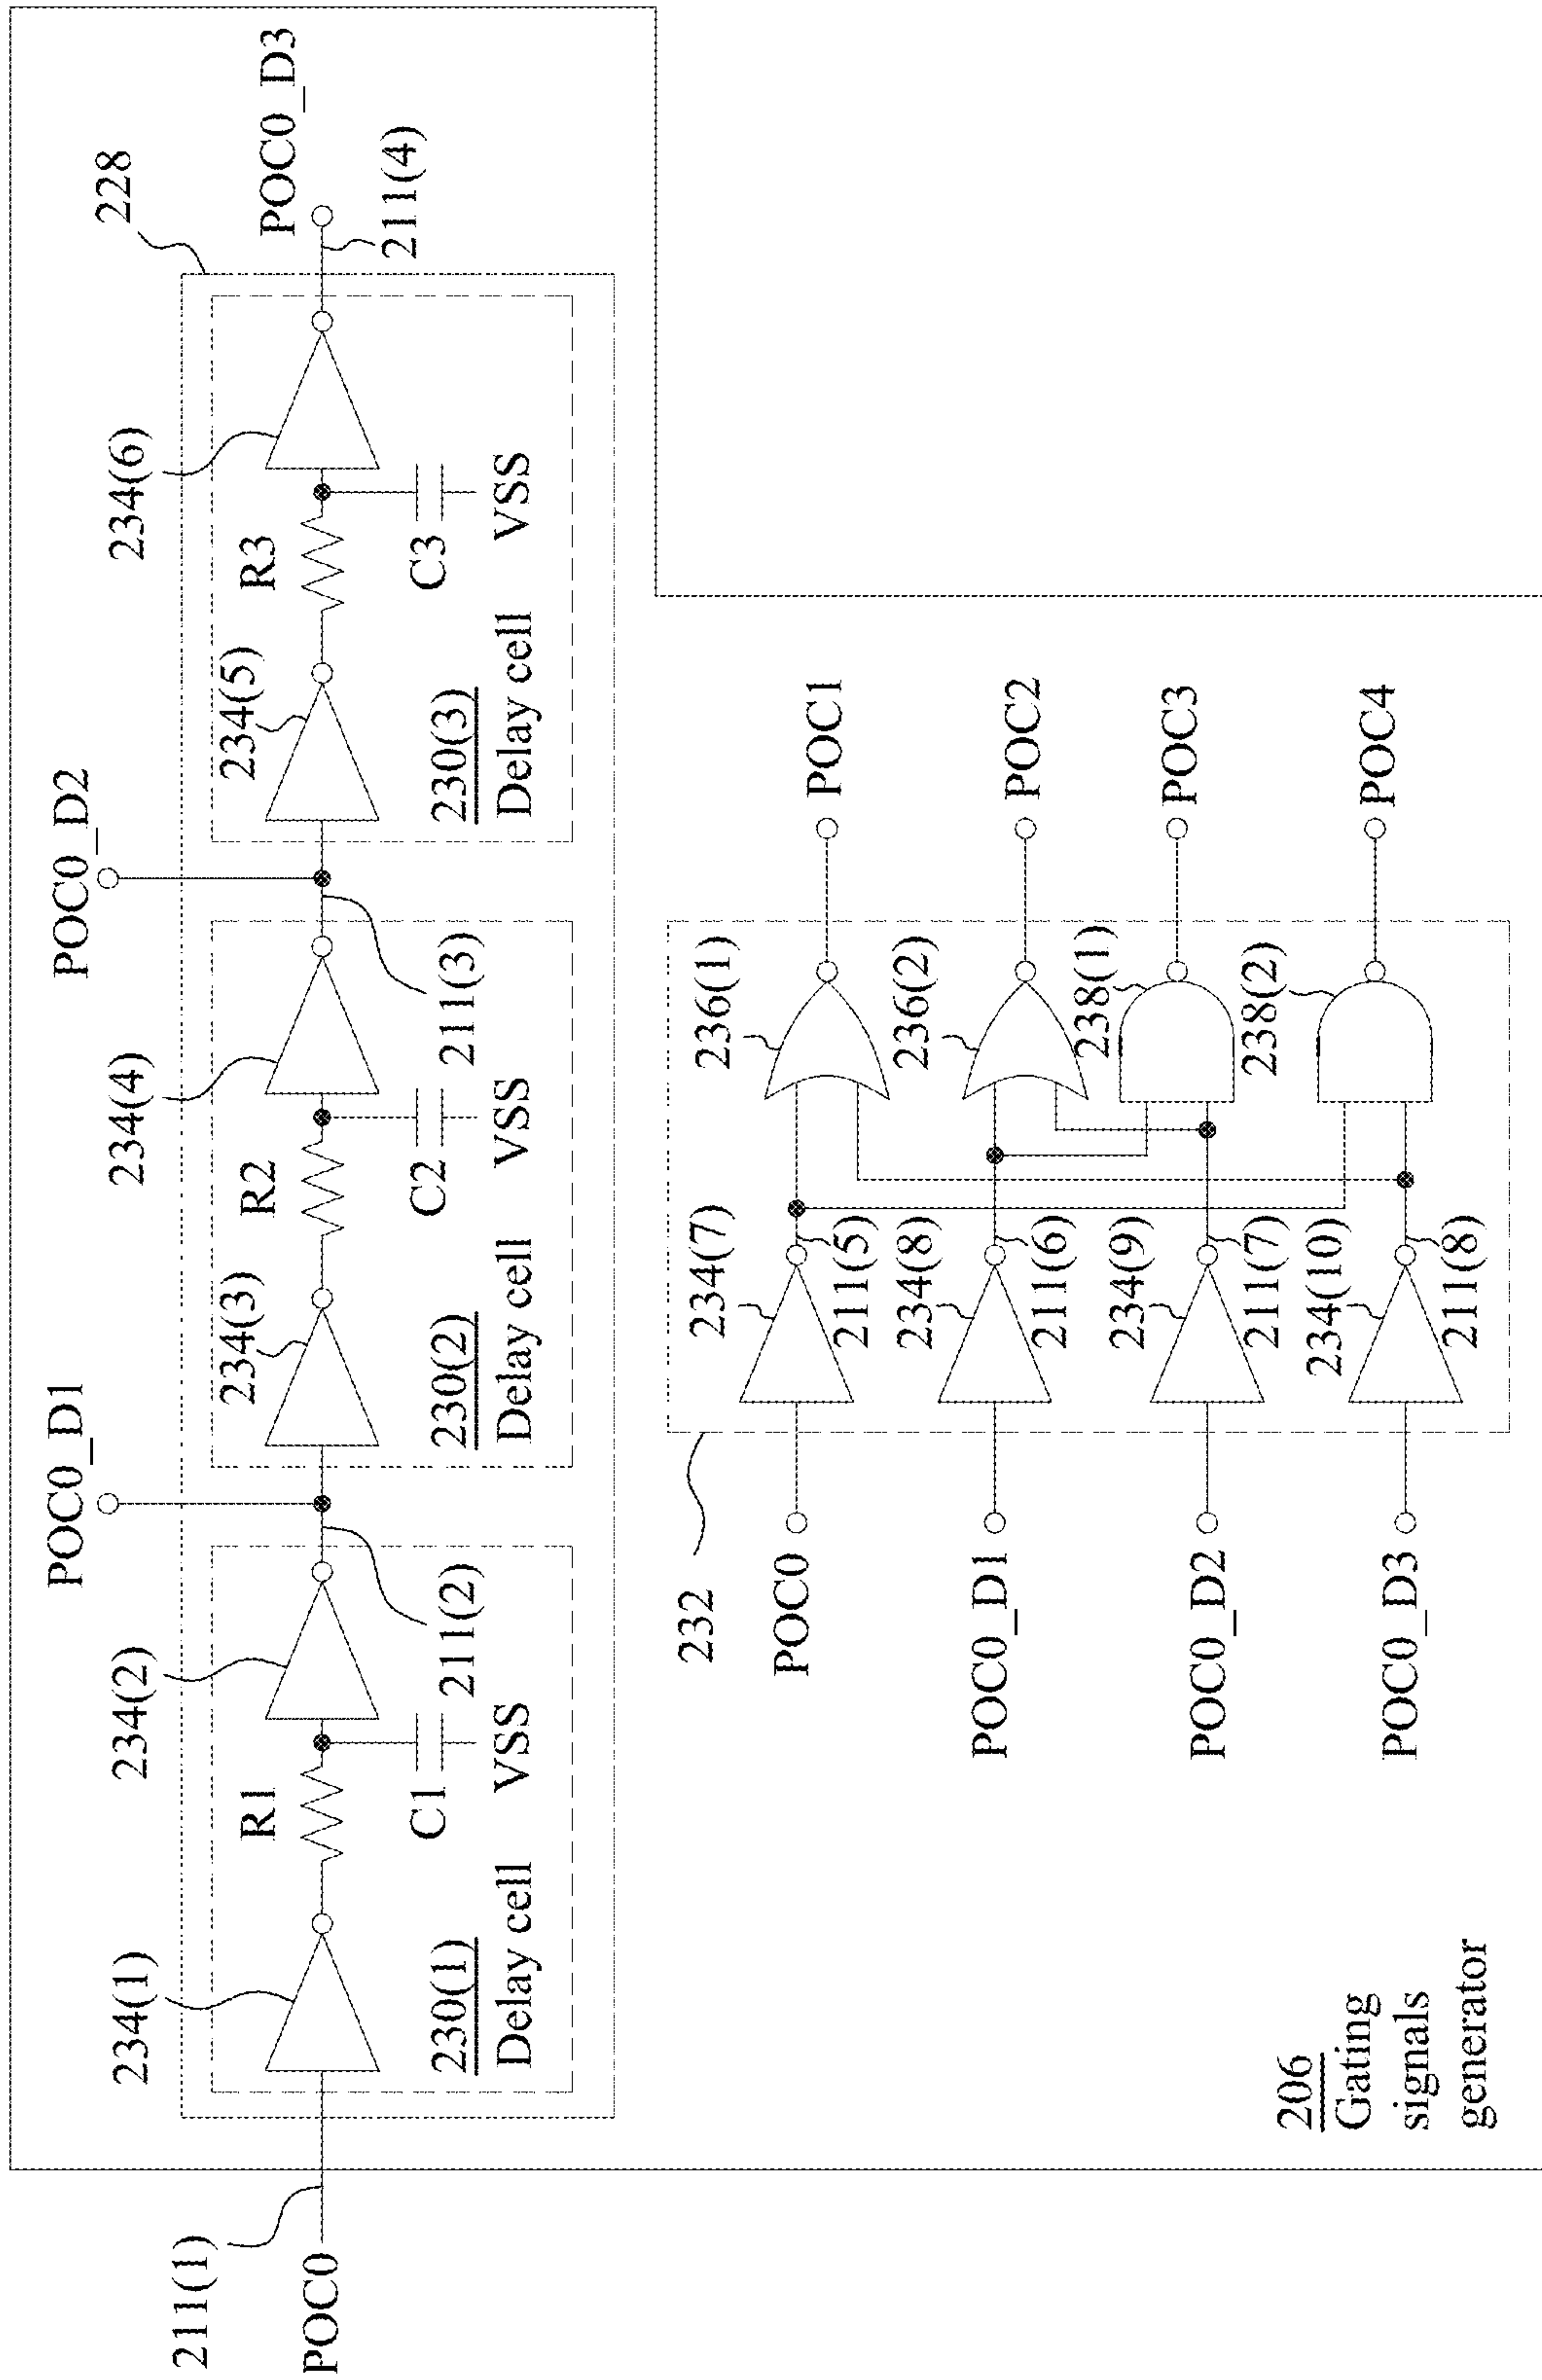 211(1)
POC0
228
POC0_D1
POC0_D2
POC0_D3
211(4)
234(1)
234(2)
234(3)
234(4)
234(5)
234(6)
R1
R2
R3
C1
VSS
C2
VSS
C3
VSS
211(2)
211(3)
230(1)
Delay cell
230(2)
Delay cell
230(3)
Delay cell
232
POC0
234(7)
211(5)
236(1)
POC1
POC0_D1
234(8)
211(6)
236(2)
POC2
POC0_D2
234(9)
211(7)
238(1)
POC3
POC0_D3
234(10)
211(8)
238(2)
POC4
206
Gating
signals
generator